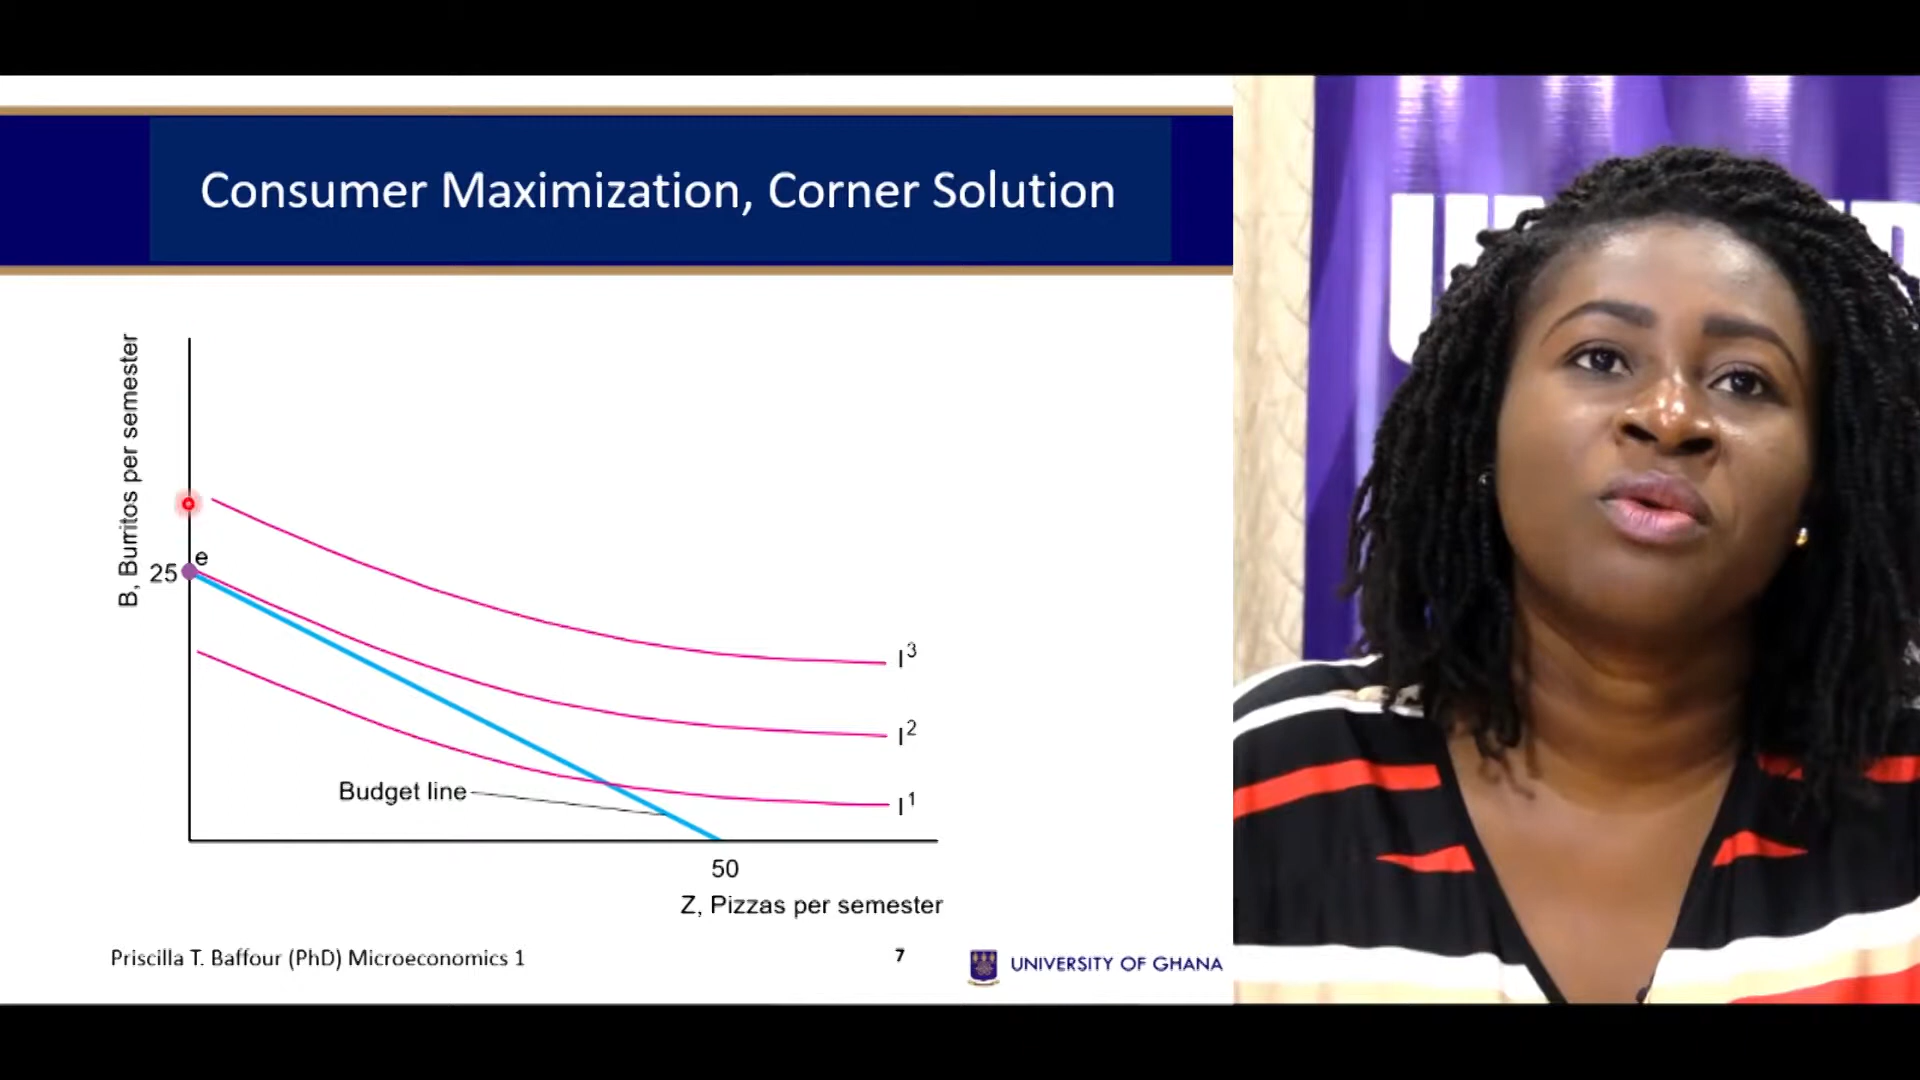 Consumer Maximization, Corner Solution
B, Burritos per semester
e
25
I3
I2
Budget line
I1
50
Z, Pizzas per semester
Priscilla T. Baffour (PhD) Microeconomics 1
7
UNIVERSITY OF GHANA